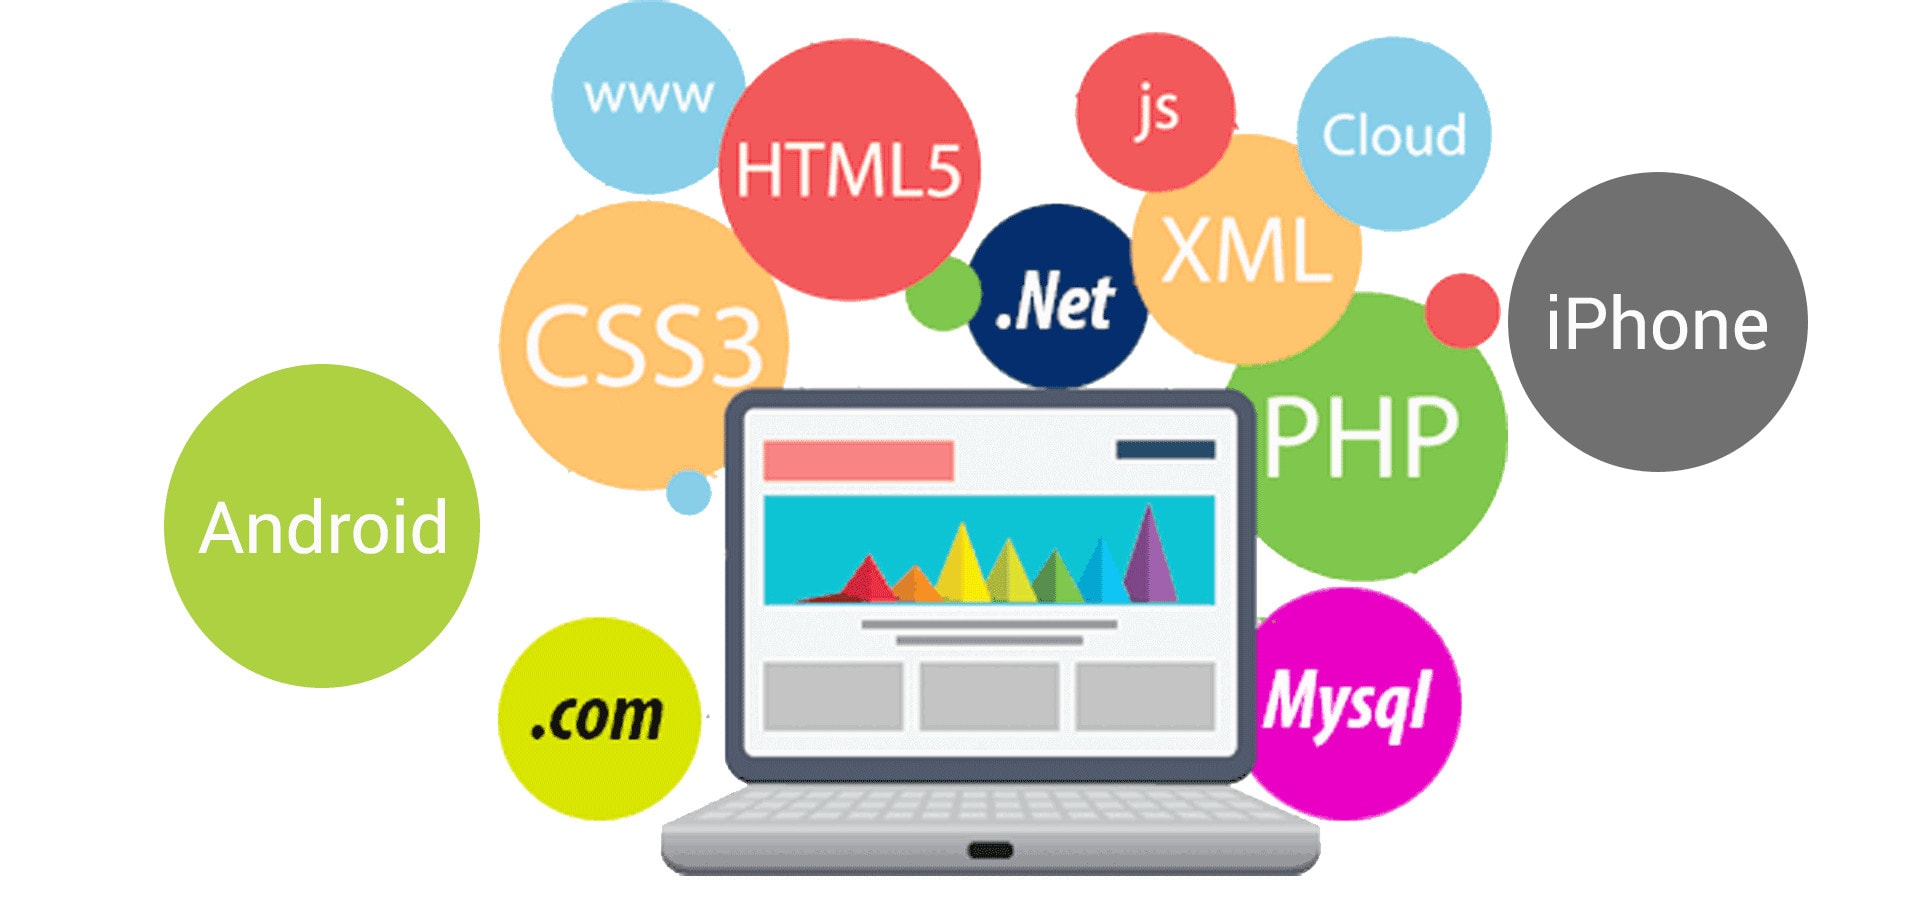 www
HTML5
js
Cloud
XML
.Net
CSS3
iPhone
PHP
Android
.com
Mysql